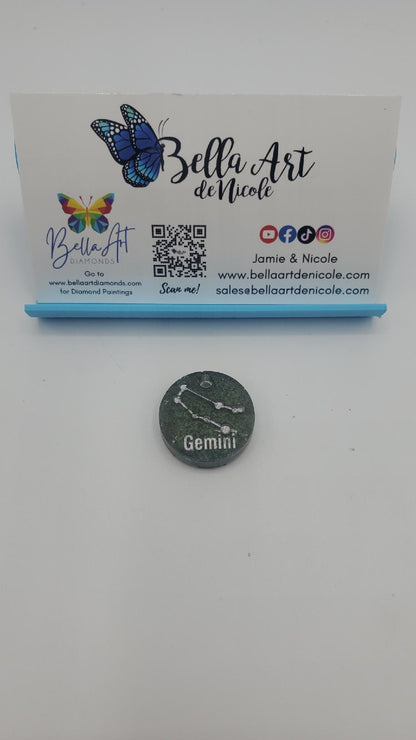 Bella Art
de Nicole
Bella Art
DIAMONDS
Go to
www.bellaartdiamonds.com
for Diamond Paintings
Scan me!
Jamie & Nicole
www.bellaartdenicole.com
sales@bellaartdenicole.com
Gemini